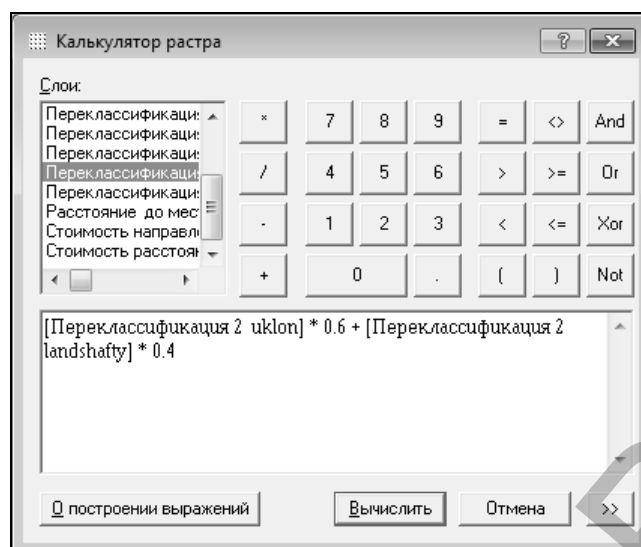 Калькулятор растра
?
Слои:
Переклассификаци
Переклассификаци
Переклассификаци
Переклассификаци
Переклассификаци
Расстояние до мес
Стоимость направл
Стоимость расстоя
* 7 8 9 = <> And
/ 4 5 6 > >= Or
- 1 2 3 < <= Xor
+ 0 . ( ) Not
[Переклассификация 2 uklon] * 0.6 + [Переклассификация 2
landshafty] * 0.4
О построении выражений Вычислить Отмена >>